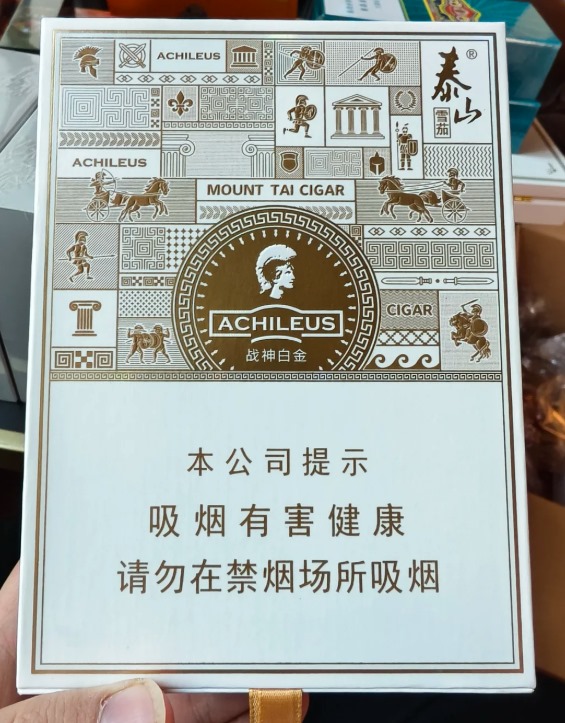 ACHILEUS
泰山®
雪茄
ACHILEUS
MOUNT TAI CIGAR
ACHILEUS
战神白金
CIGAR
本公司提示
吸烟有害健康
请勿在禁烟场所吸烟